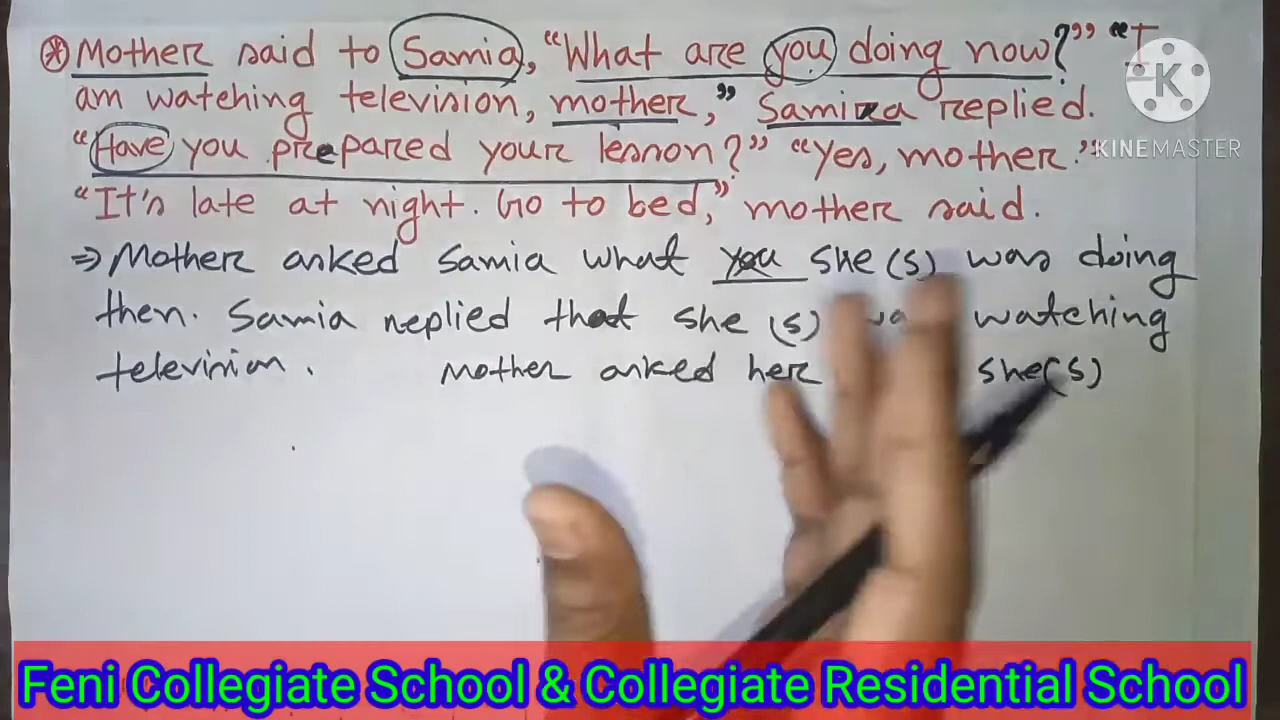 * Mother said to Samia, "What are you doing now?" "I
am watching television, mother," Samira replied.
"Have you prepared your lesson?" "Yes, mother."
"It's late at night. Go to bed," mother said.
⇒ Mother asked Samia what you she (s) was doing
then. Samia replied that she (s) watching
television. Mother asked her she (s)
K
KINEMASTER
Feni Collegiate School & Collegiate Residential School